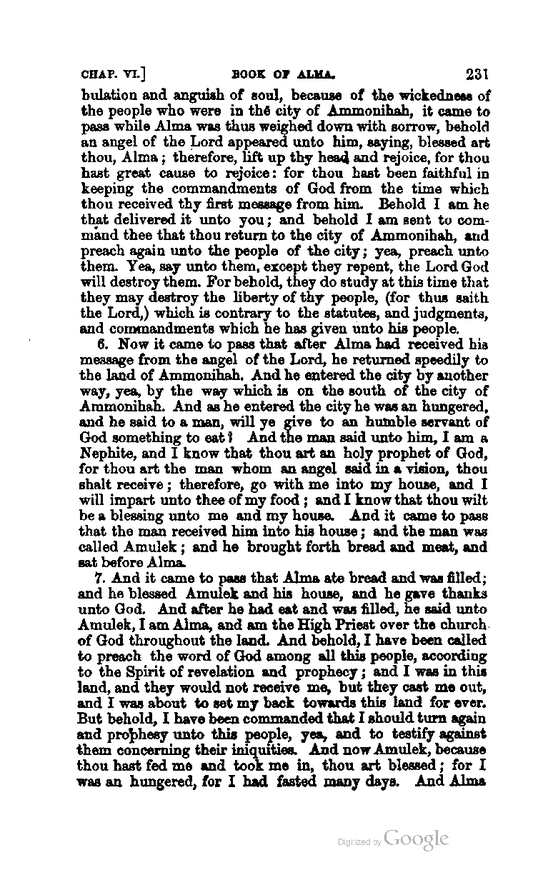 CHAP. VI.] BOOK OF ALMA. 231
bulation and anguish of soul, because of the wickedness of
the people who were in the city of Ammonihah, it came to
pass while Alma was thus weighed down with sorrow, behold
an angel of the Lord appeared unto him, saying, blessed art
thou, Alma; therefore, lift up thy head and rejoice, for thou
hast great cause to rejoice: for thou hast been faithful in
keeping the commandments of God from the time which
thou received thy first message from him. Behold I am he
that delivered it unto you; and behold I am sent to com-
mand thee that thou return to the city of Ammonihah, and
preach again unto the people of the city; yea, preach unto
them. Yea, say unto them, except they repent, the Lord God
will destroy them. For behold, they do study at this time that
they may destroy the liberty of thy people, (for thus saith
the Lord,) which is contrary to the statutes, and judgments,
and commandments which he has given unto his people.
6. Now it came to pass that after Alma had received his
message from the angel of the Lord, he returned speedily to
the land of Ammonihah. And he entered the city by another
way, yea, by the way which is on the south of the city of
Ammonihah. And as he entered the city he was an hungered,
and he said to a man, will ye give to an humble servant of
God something to eat? And the man said unto him, I am a
Nephite, and I know that thou art an holy prophet of God,
for thou art the man whom an angel said in a vision, thou
shalt receive; therefore, go with me into my house, and I
will impart unto thee of my food; and I know that thou wilt
be a blessing unto me and my house. And it came to pass
that the man received him into his house; and the man was
called Amulek; and he brought forth bread and meat, and
sat before Alma.
7. And it came to pass that Alma ate bread and was filled;
and he blessed Amulek and his house, and he gave thanks
unto God. And after he had eat and was filled, he said unto
Amulek, I am Alma, and am the High Priest over the church
of God throughout the land. And behold, I have been called
to preach the word of God among all this people, according
to the Spirit of revelation and prophecy; and I was in this
land, and they would not receive me, but they cast me out,
and I was about to set my back towards this land for ever.
But behold, I have been commanded that I should turn again
and prophesy unto this people, yea, and to testify against
them concerning their iniquities. And now Amulek, because
thou hast fed me and took me in, thou art blessed; for I
was an hungered, for I had fasted many days. And Alma
Digitized by Google